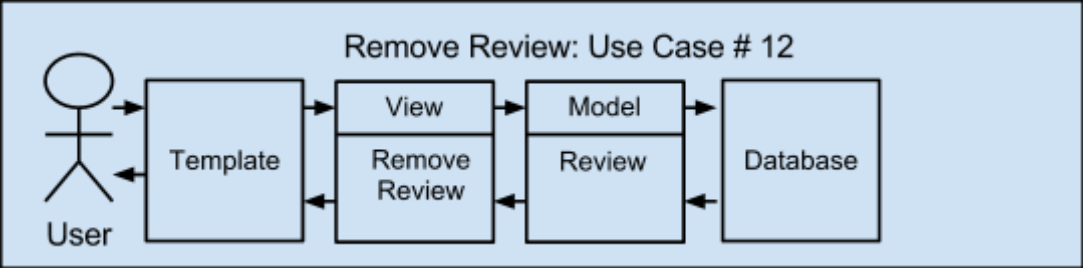 Remove Review: Use Case # 12
View
Model
Template
Remove
Review
Review
Database
User